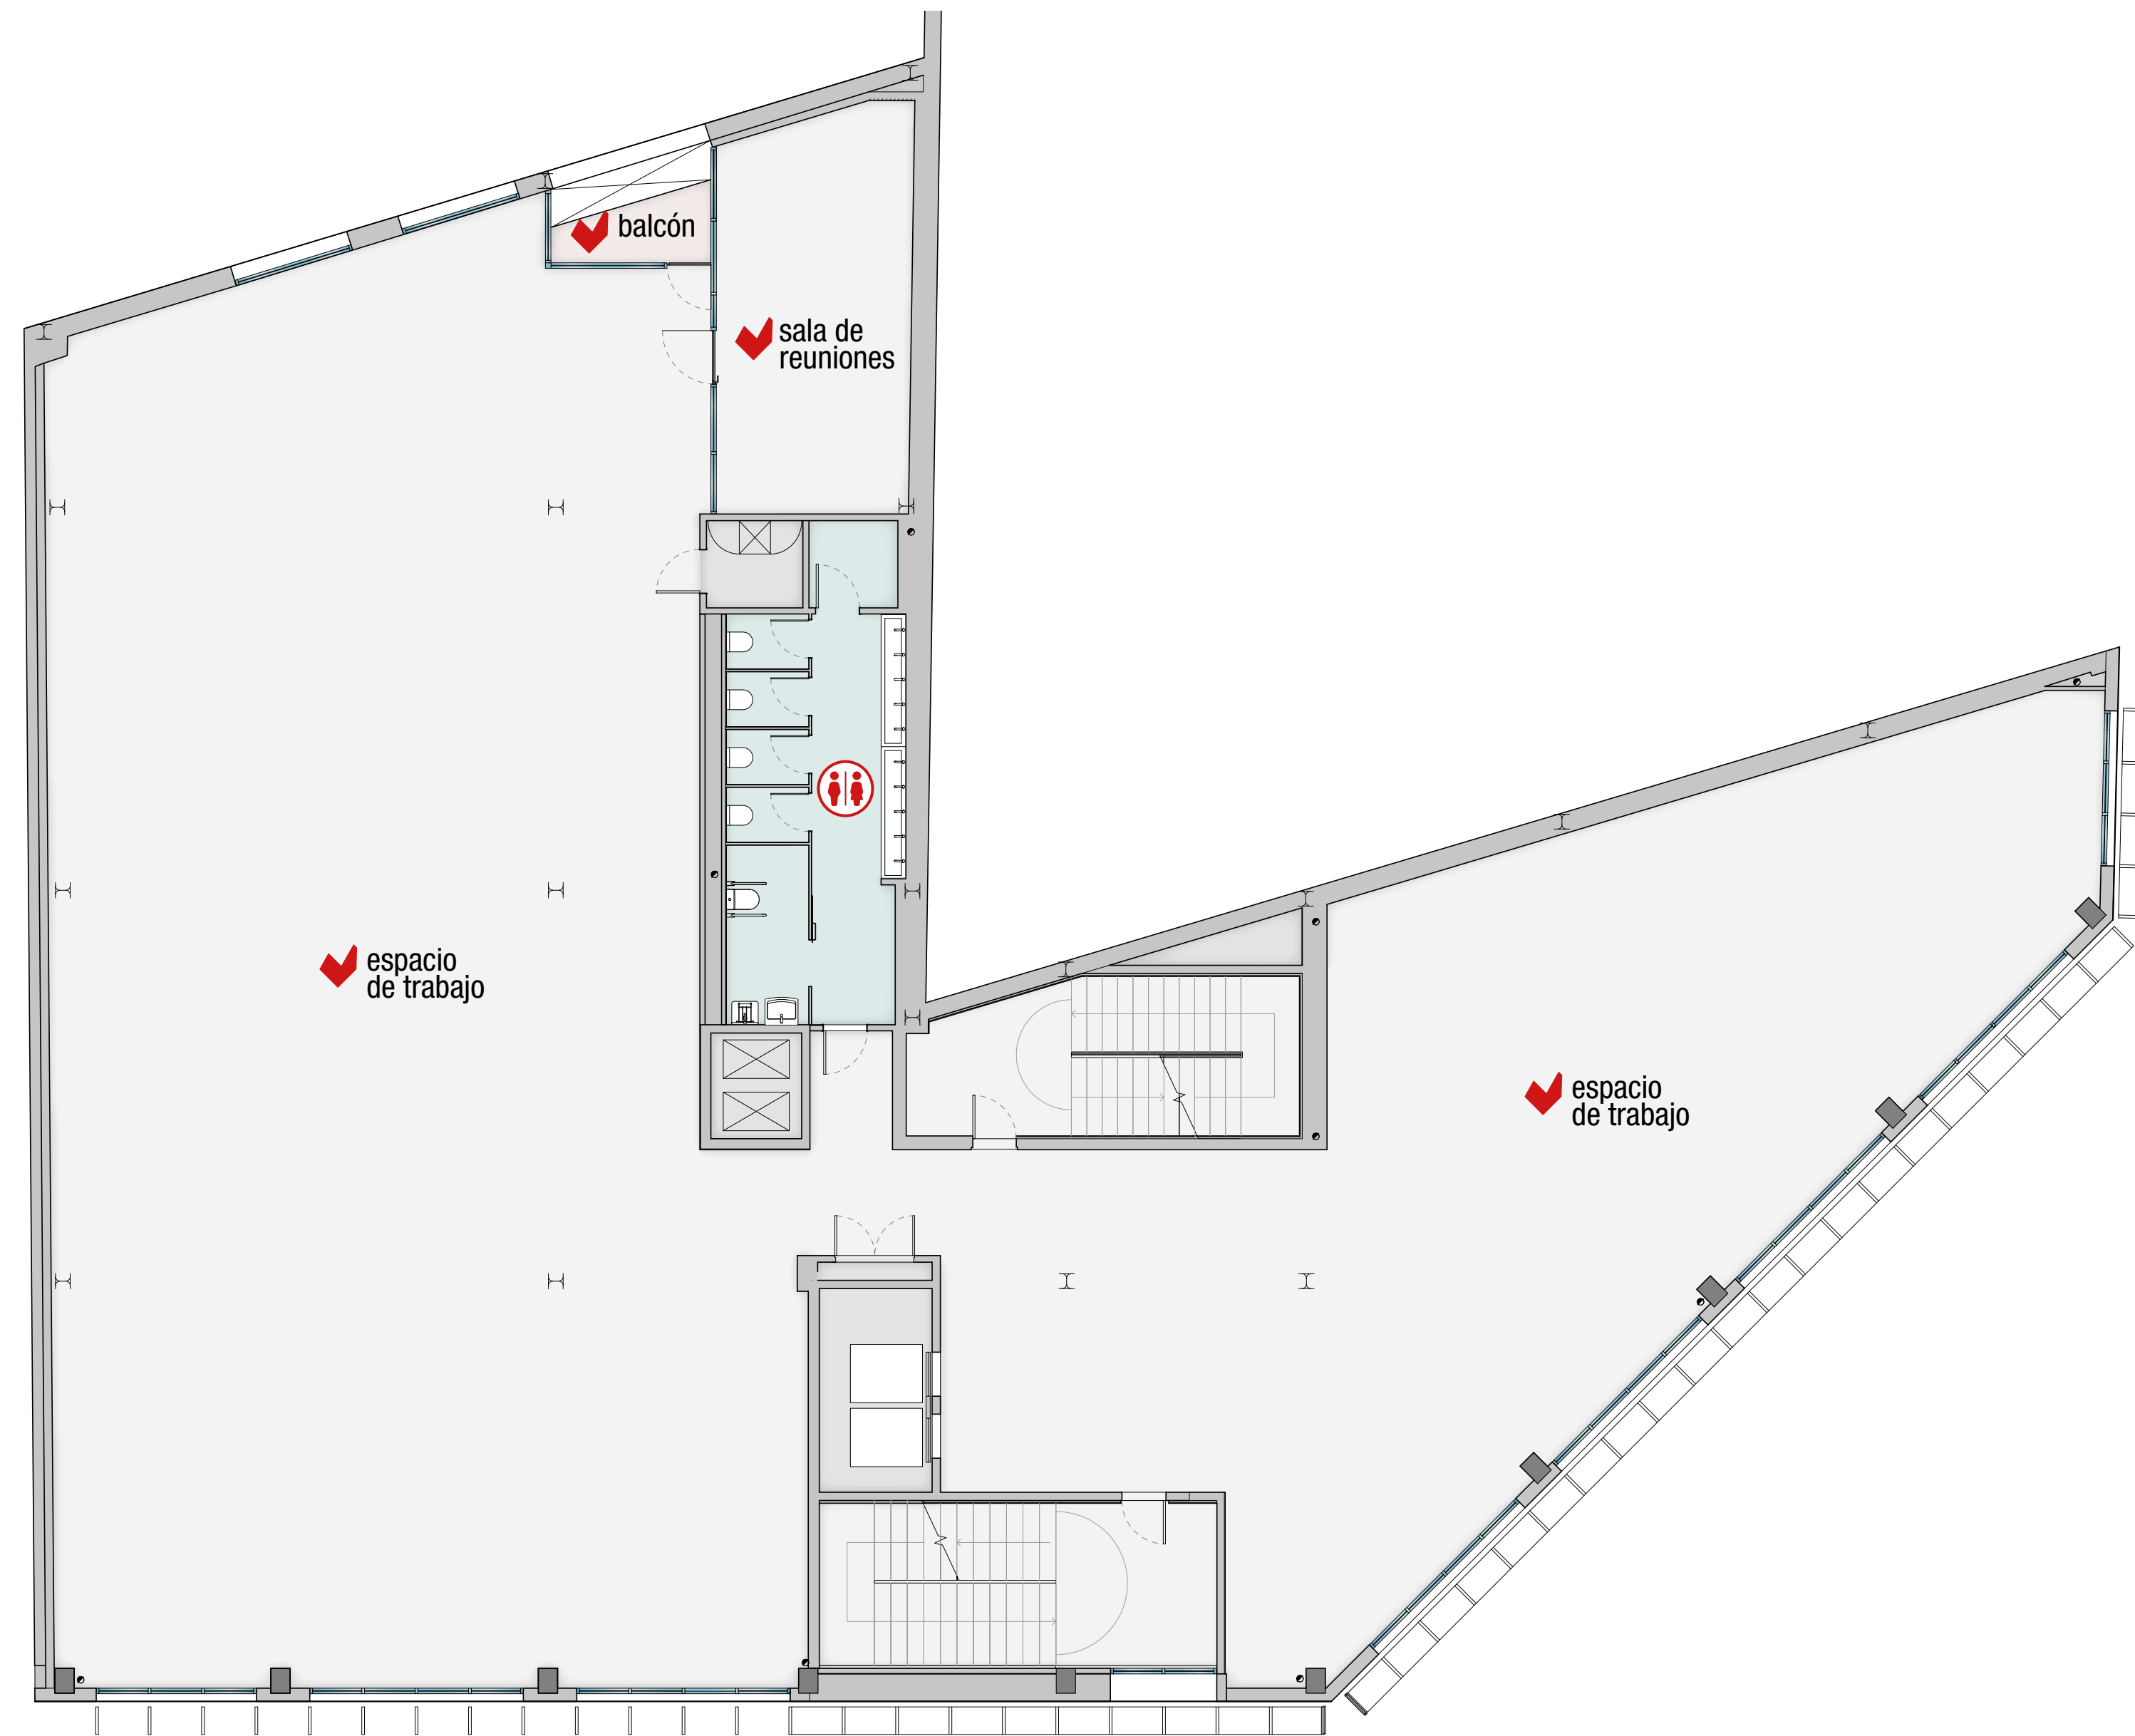 balcón
sala de
reuniones
espacio
de trabajo
espacio
de trabajo